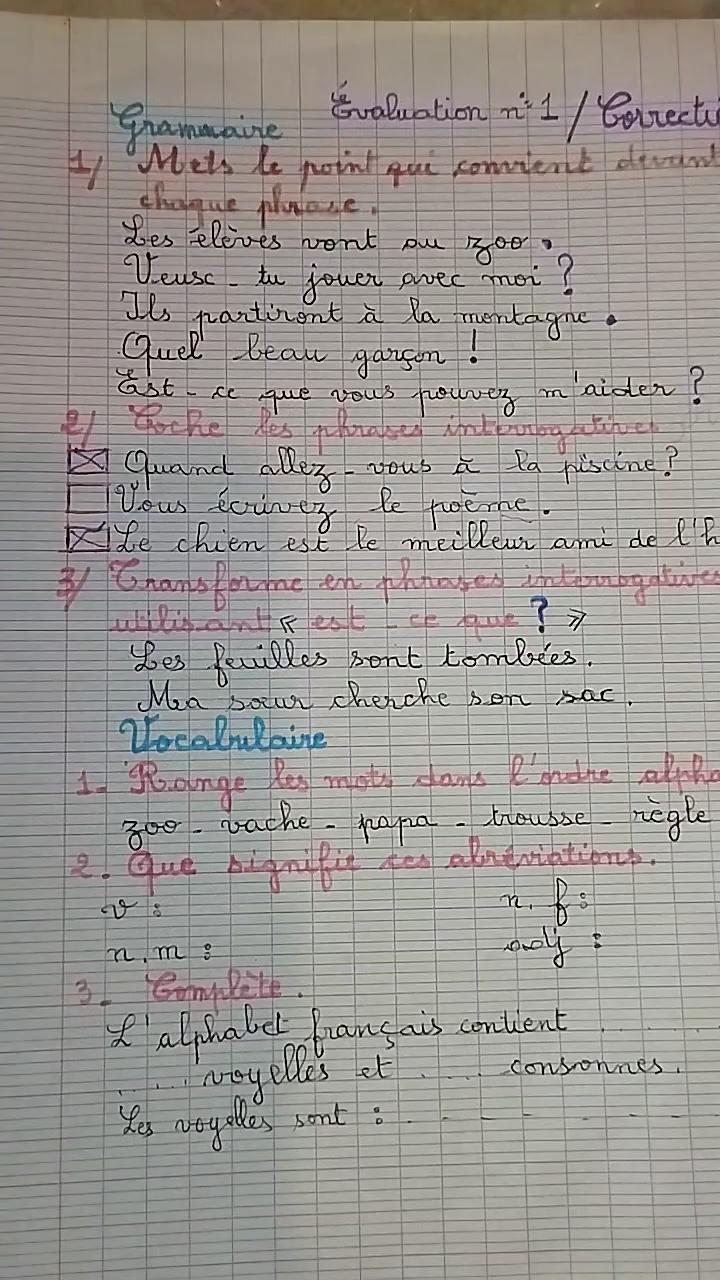 Évaluation n°1 / Correcti
Grammaire
1/ Mets le point qui convient devant
chaque phrase.
Les élèves vont au zoo.
Veux-tu jouer avec moi ?
Ils partiront à la montagne.
Quel beau garçon !
Est-ce que vous pouvez m'aider ?
2/ Coche les phrases interrogatives
Quand allez-vous à la piscine ?
Vous écrivez le poème.
Le chien est le meilleur ami de l'h
3/ Transforme en phrases interrogatives
utilisant « est-ce que ? »
Les feuilles sont tombées.
Ma sœur cherche son sac.
Vocabulaire
1- Range les mots dans l'ordre alpha
zoo - vache - papa - trousse - règle
2. Que signifie ces abréviations.
v : n. f :
n. m : adj :
3- Complète.
L'alphabet français contient . ... .
..... voyelles et .... consonnes.
Les voyelles sont : . - - - - - - -